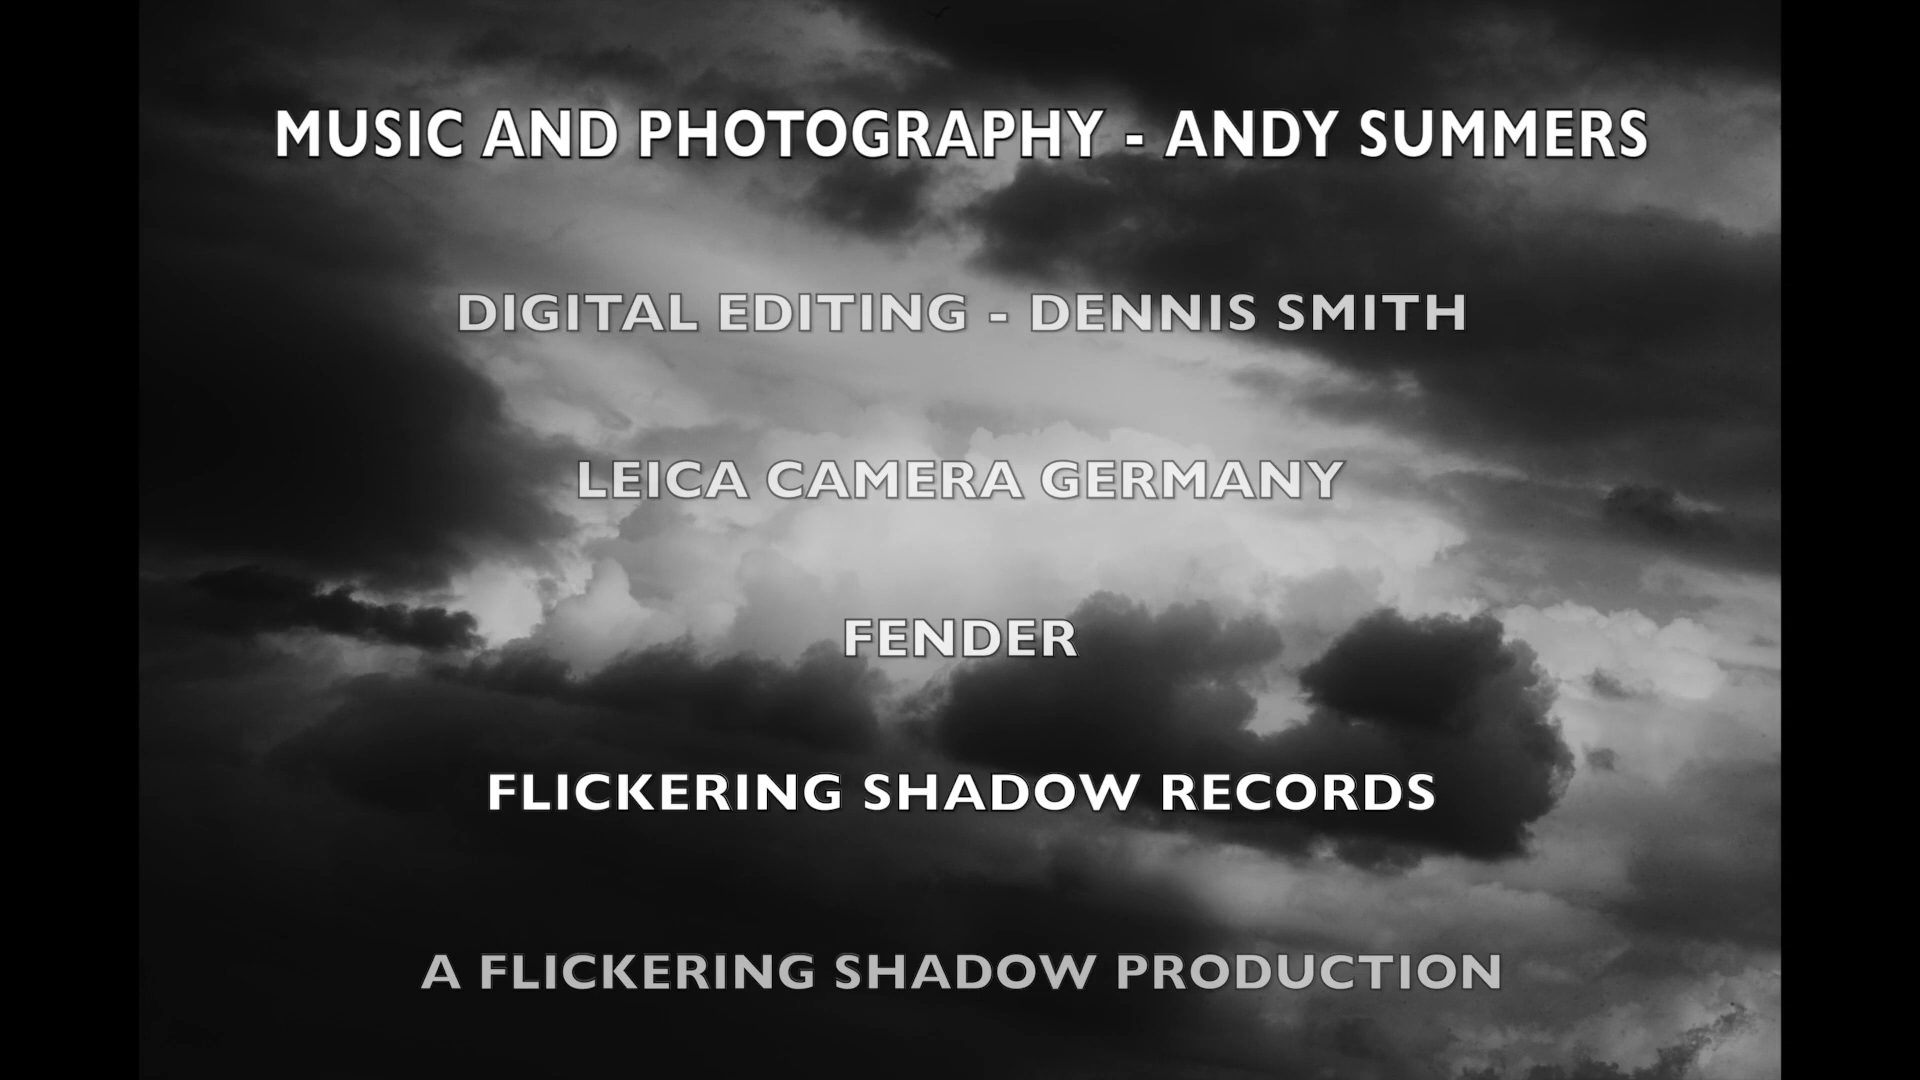 MUSIC AND PHOTOGRAPHY - ANDY SUMMERS
DIGITAL EDITING - DENNIS SMITH
LEICA CAMERA GERMANY
FENDER
FLICKERING SHADOW RECORDS
A FLICKERING SHADOW PRODUCTION